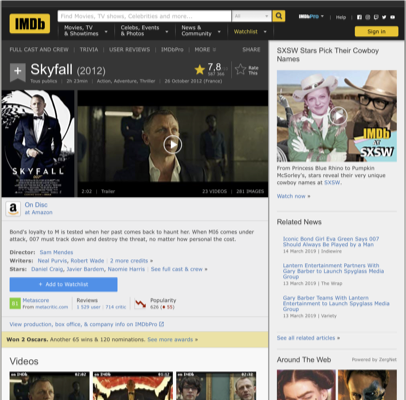 IMDb
Find Movies, TV shows, Celebrities and more...
All
IMDbPro
Help
Movies, TV & Showtimes
Celebs, Events & Photos
News & Community
Watchlist
Sign in
FULL CAST AND CREW | TRIVIA | USER REVIEWS | IMDbPro | MORE
SHARE
+ Skyfall (2012)
7,8
Rate This
Tous publics | 2h 23min | Action, Adventure, Thriller | 26 October 2012 (France)
SKYFALL
2:02 | Trailer
23 VIDEOS | 281 IMAGES
On Disc
at Amazon
Bond's loyalty to M is tested when her past comes back to haunt her. When MI6 comes under
attack, 007 must track down and destroy the threat, no matter how personal the cost.
Director: Sam Mendes
Writers: Neal Purvis, Robert Wade | 2 more credits »
Stars: Daniel Craig, Javier Bardem, Naomie Harris | See full cast & crew »
+ Add to Watchlist
81
Metascore
From metacritic.com
Reviews
1 529 user | 714 critic
Popularity
626 (55)
View production, box office, & company info on IMDbPro
Won 2 Oscars. Another 65 wins & 120 nominations. See more awards »
Videos
SXSW Stars Pick Their Cowboy
Names
IMDb
AT
SXSW
From Princess Blue Rhino to Pumpkin
McSorley's, stars reveal their very unique
cowboy names at SXSW.
Watch now »
Related News
Iconic Bond Girl Eva Green Says 007
Should Always Be Played by a Man
14 March 2019 | Indiewire
Lantern Entertainment Partners With
Gary Barber to Launch Spyglass Media
Group
13 March 2019 | The Wrap
Gary Barber Teams With Lantern
Entertainment to Launch Spyglass Media
Group
13 March 2019 | Variety
See all related articles »
Around The Web
Powered by ZergNet